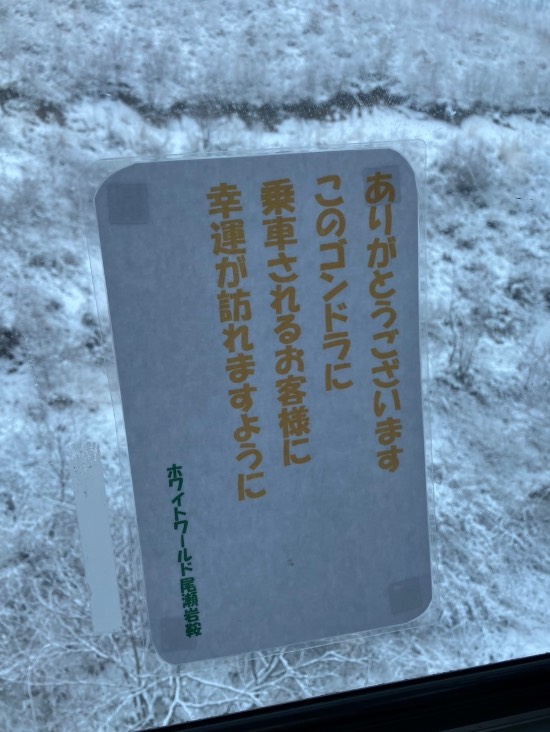 ありがとうございます
このゴンドラに
乗車されるお客様に
幸運が訪れますように
ホワイトワールド尾瀬岩鞍